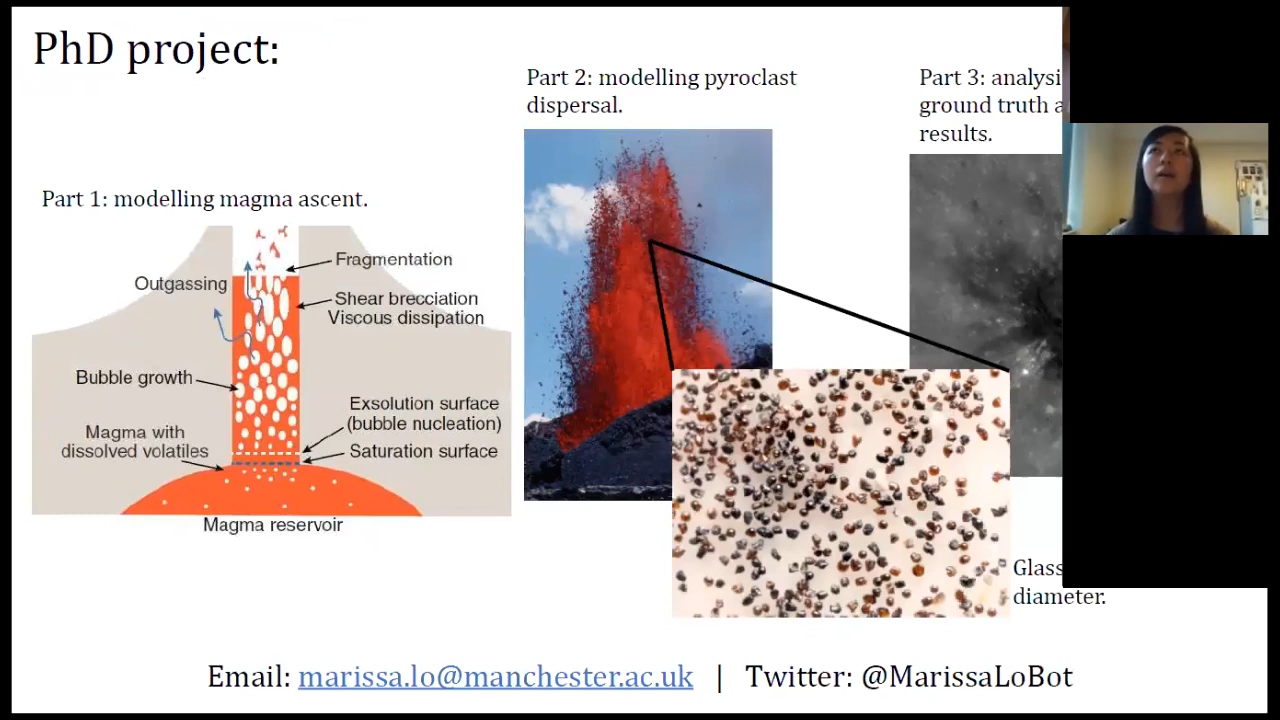 PhD project:
Part 1: modelling magma ascent.
Outgassing
Fragmentation
Shear brecciation
Viscous dissipation
Bubble growth
Exsolution surface
(bubble nucleation)
Magma with
dissolved volatiles
Saturation surface
Magma reservoir
Part 2: modelling pyroclast
dispersal.
Part 3:
ground truth
results.
diameter.
Email: marissa.lo@manchester.ac.uk | Twitter: @MarissaLoBot